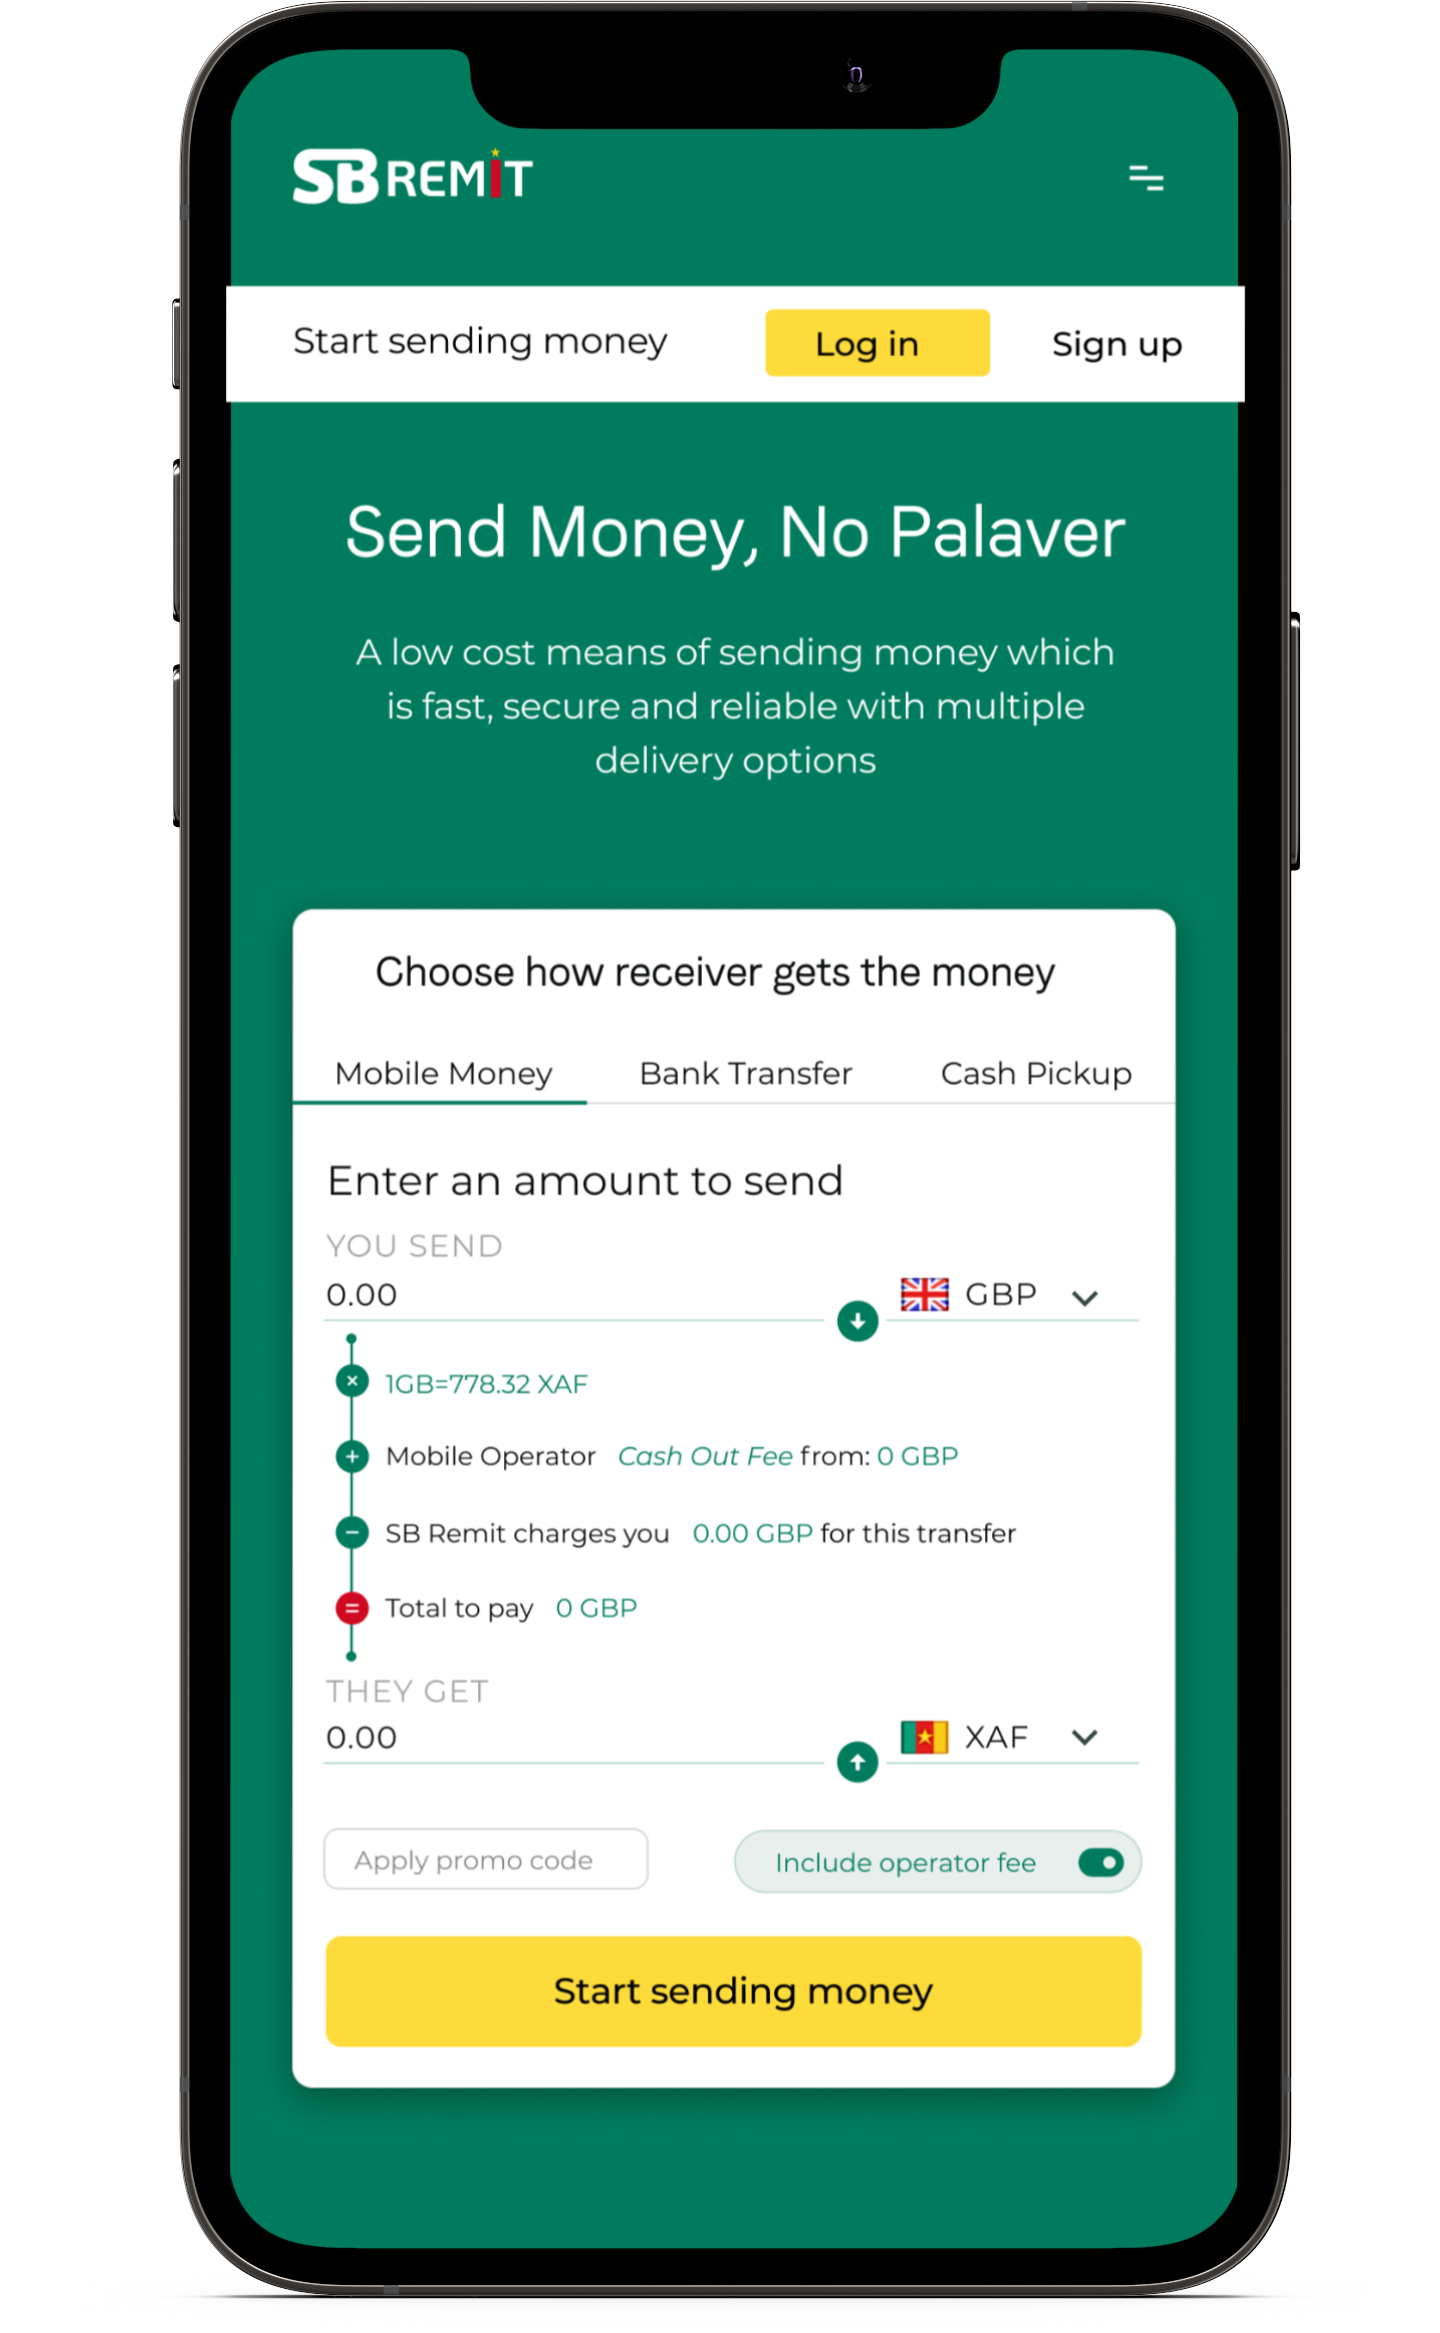 SB REMIT
Start sending money
Log in
Sign up
Send Money, No Palaver
A low cost means of sending money which
is fast, secure and reliable with multiple
delivery options
Choose how receiver gets the money
Mobile Money
Bank Transfer
Cash Pickup
Enter an amount to send
YOU SEND
0.00
GBP
1GB=778.32 XAF
Mobile Operator Cash Out Fee from: 0 GBP
SB Remit charges you 0.00 GBP for this transfer
Total to pay 0 GBP
THEY GET
0.00
XAF
Apply promo code
Include operator fee
Start sending money